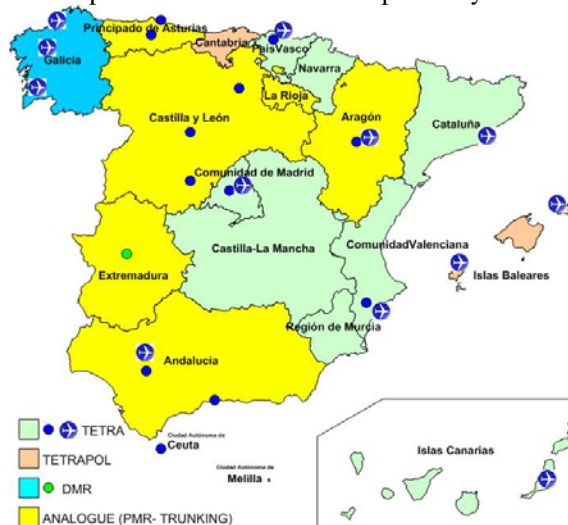 Principado de Asturias
Cantabria
PaisVasco
Galicia
Navarra
La Rioja
Castilla y León
Aragón
Cataluña
Comunidad de Madrid
Castilla-La Mancha
ComunidadValenciana
Islas Baleares
Extremadura
Región de Murcia
Andalucía
TETRA
Ciudad Autónoma de
Ceuta
Islas Canarias
TETRAPOL
Ciudad Autónoma de
Melilla
DMR
ANALOGUE (PMR- TRUNKING)